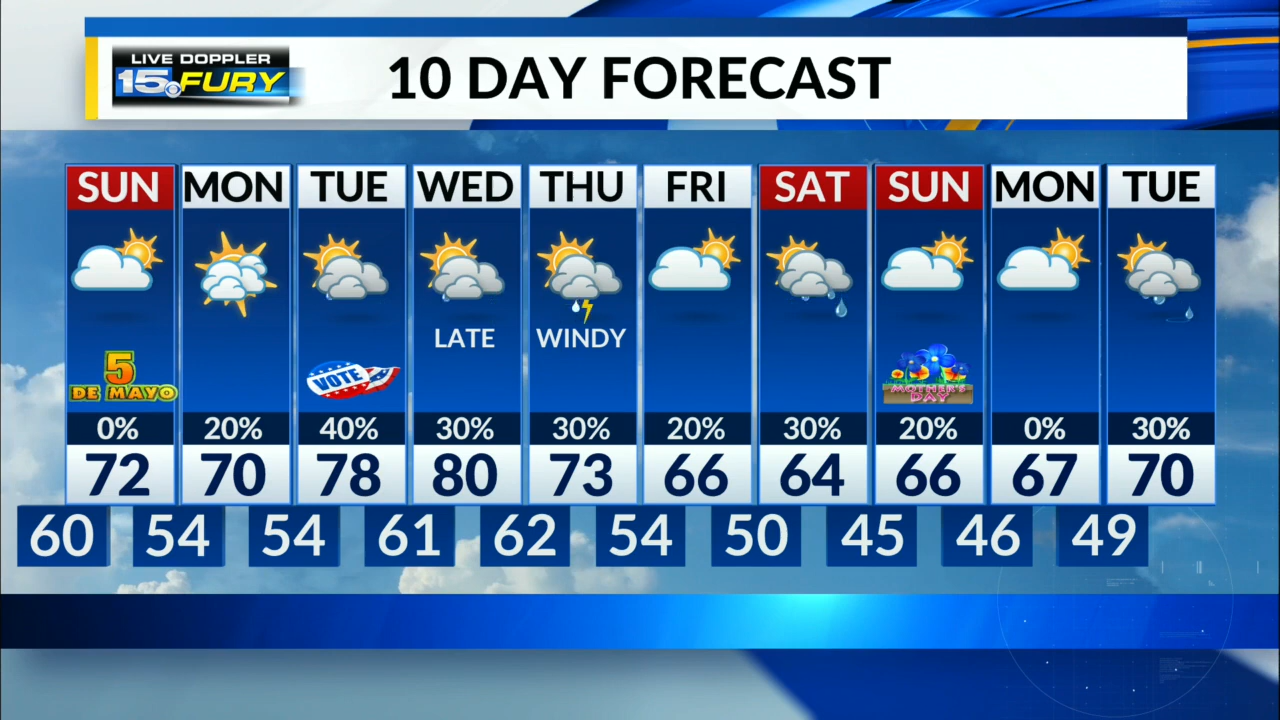 LIVE DOPPLER
15 FURY
10 DAY FORECAST
SUN MON TUE WED THU FRI SAT SUN MON TUE
LATE WINDY
5
DE MAYO
VOTE
MOTHER'S
DAY
0% 20% 40% 30% 30% 20% 30% 20% 0% 30%
72 70 78 80 73 66 64 66 67 70
60 54 54 61 62 54 50 45 46 49